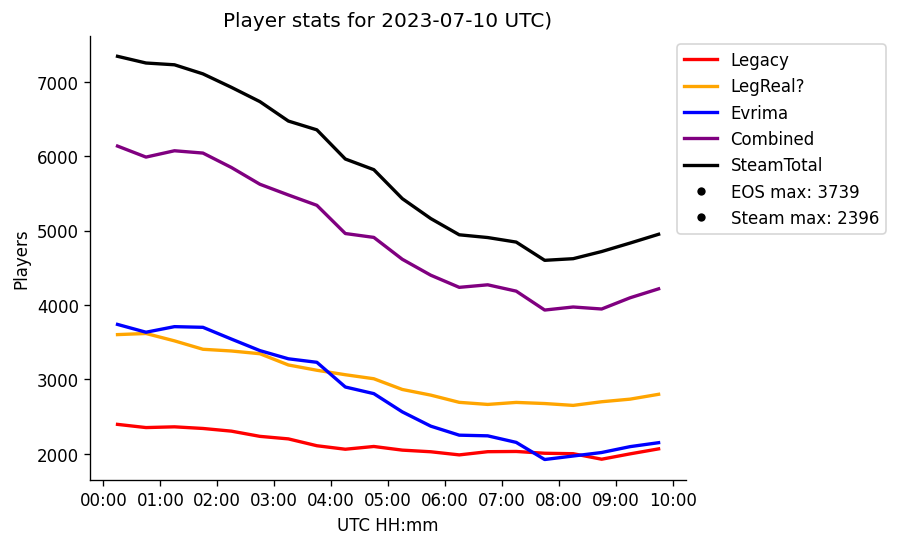 Player stats for 2023-07-10 UTC)
Players
7000
6000
5000
4000
3000
2000
00:00 01:00 02:00 03:00 04:00 05:00 06:00 07:00 08:00 09:00 10:00
UTC HH:mm
Legacy
LegReal?
Evrima
Combined
SteamTotal
EOS max: 3739
Steam max: 2396